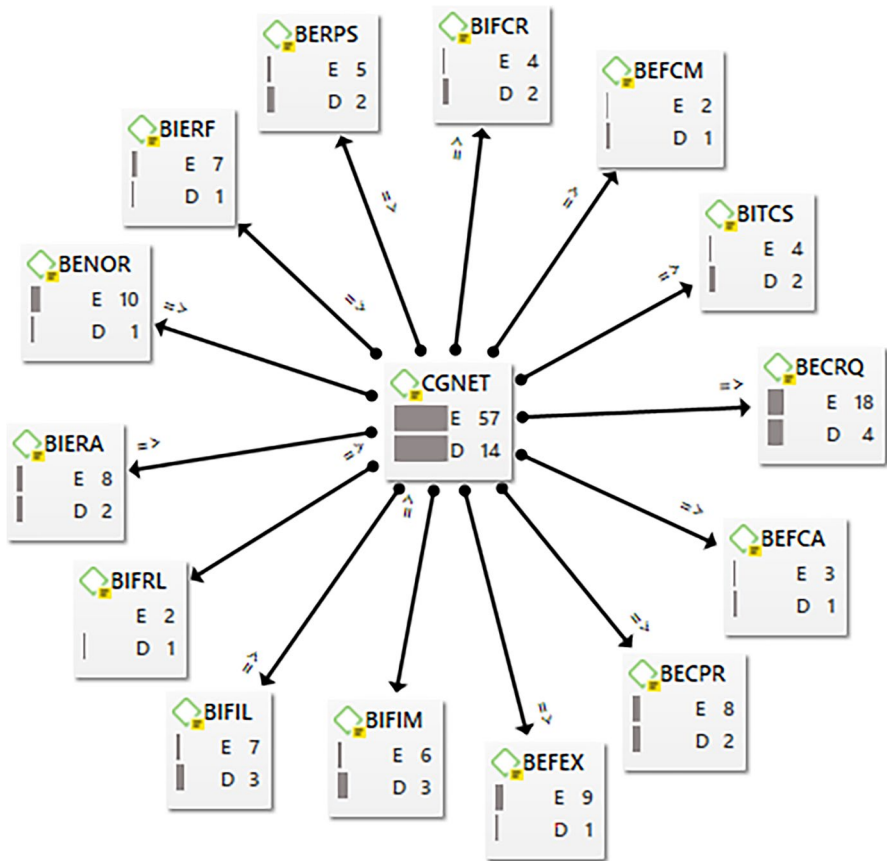 BERPS
E 5
D 2
BIFCR
E 4
D 2
BEFCM
E 2
D 1
BIERF
E 7
D 1
BITCS
E 4
D 2
BENOR
E 10
D 1
CGNET
E 57
D 14
BECRQ
E 18
D 4
BIERA
E 8
D 2
BEFCA
E 3
D 1
BIFRL
E 2
D 1
BECPR
E 8
D 2
BIFIL
E 7
D 3
BIFIM
E 6
D 3
BEFEX
E 9
D 1
=>
=>
=>
=>
=>
=>
=>
=>
=>
=>
=>
=>
=>
=>